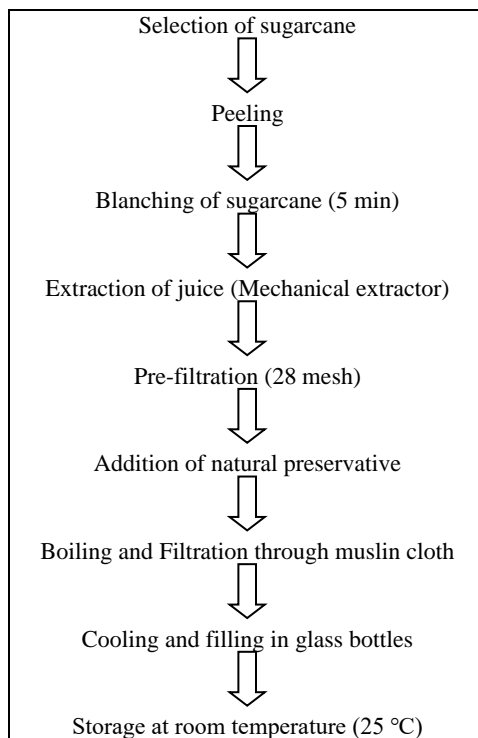 Selection of sugarcane
Peeling
Blanching of sugarcane (5 min)
Extraction of juice (Mechanical extractor)
Pre-filtration (28 mesh)
Addition of natural preservative
Boiling and Filtration through muslin cloth
Cooling and filling in glass bottles
Storage at room temperature (25 ℃)